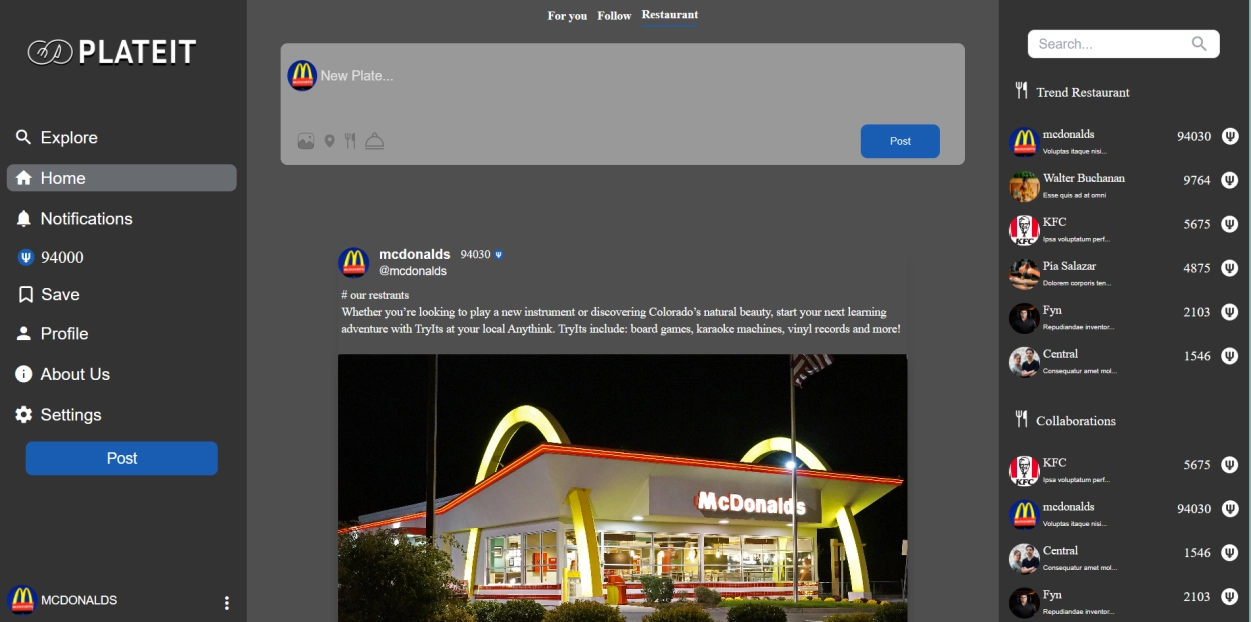 PLATEIT
Explore
Home
Notifications
94000
Save
Profile
About Us
Settings
Post
MCDONALDS
For you Follow Restaurant
New Plate...
Post
mcdonalds 94030
@mcdonalds
# our restrants
Whether you're looking to play a new instrument or discovering Colorado's natural beauty, start your next learning
adventure with TryIts at your local Anythink. TryIts include: board games, karaoke machines, vinyl records and more!
McDonalds
Search...
Trend Restaurant
mcdonalds 94030
Voluptas itaque nisi...
Walter Buchanan 9764
Esse quis ad at omni
KFC 5675
Ipsa voluptatum perf...
KFC
Pia Salazar 4875
Dolorem corporis ten...
Fyn 2103
Repudiandae inventor...
Central 1546
Consequatur amet mol...
Collaborations
KFC 5675
Ipsa voluptatum perf...
KFC
mcdonalds 94030
Voluptas itaque nisi...
Central 1546
Consequatur amet mol...
Fyn 2103
Repudiandae inventor...